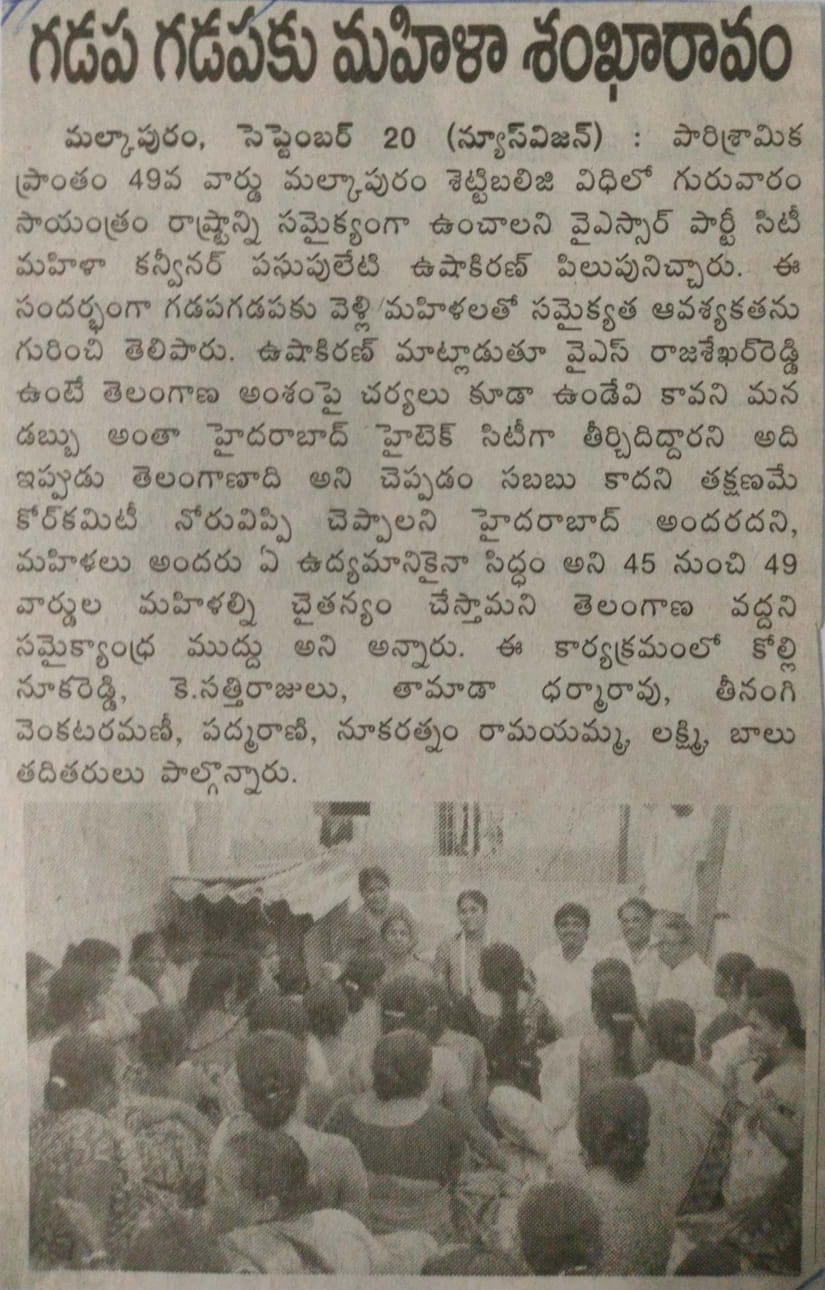 గడప గడపకు మహిళా శంఖారావం
మల్కాపురం, సెప్టెంబర్ 20 (న్యూస్‌విజన్) : పారిశ్రామిక
ప్రాంతం 49వ వార్డు మల్కాపురం శెట్టిబలిజి విధిలో గురువారం
సాయంత్రం రాష్ట్రాన్ని సమైక్యంగా ఉంచాలని వైఎస్సార్ పార్టీ సిటీ
మహిళా కన్వీనర్ పసుపులేటి ఉషాకిరణ్ పిలుపునిచ్చారు. ఈ
సందర్భంగా గడపగడపకు వెళ్లి మహిళలతో సమైక్యత ఆవశ్యకతను
గురించి తెలిపారు. ఉషాకిరణ్ మాట్లాడుతూ వైఎస్ రాజశేఖర్‌రెడ్డి
ఉంటే తెలంగాణ అంశంపై చర్యలు కూడా ఉండేవి కావని మన
డబ్బు అంతా హైదరాబాద్ హైటెక్ సిటీగా తీర్చిదిద్దారని అది
ఇప్పుడు తెలంగాణాది అని చెప్పడం సబబు కాదని తక్షణమే
కోర్‌కమిటీ నోరువిప్పి చెప్పాలని హైదరాబాద్ అందరదని,
మహిళలు అందరు ఏ ఉద్యమానికైనా సిద్ధం అని 45 నుంచి 49
వార్డుల మహిళల్ని చైతన్యం చేస్తామని తెలంగాణ వద్దని
సమైక్యాంధ్ర ముద్దు అని అన్నారు. ఈ కార్యక్రమంలో కోల్లి
నూకరెడ్డి, కె.సత్తిరాజులు, తామాడా ధర్మారావు, తీనంగి
వెంకటరమణీ, పద్మరాణి, నూకరత్నం రామయమ్మ, లక్ష్మి, బాలు
తదితరులు పాల్గొన్నారు.